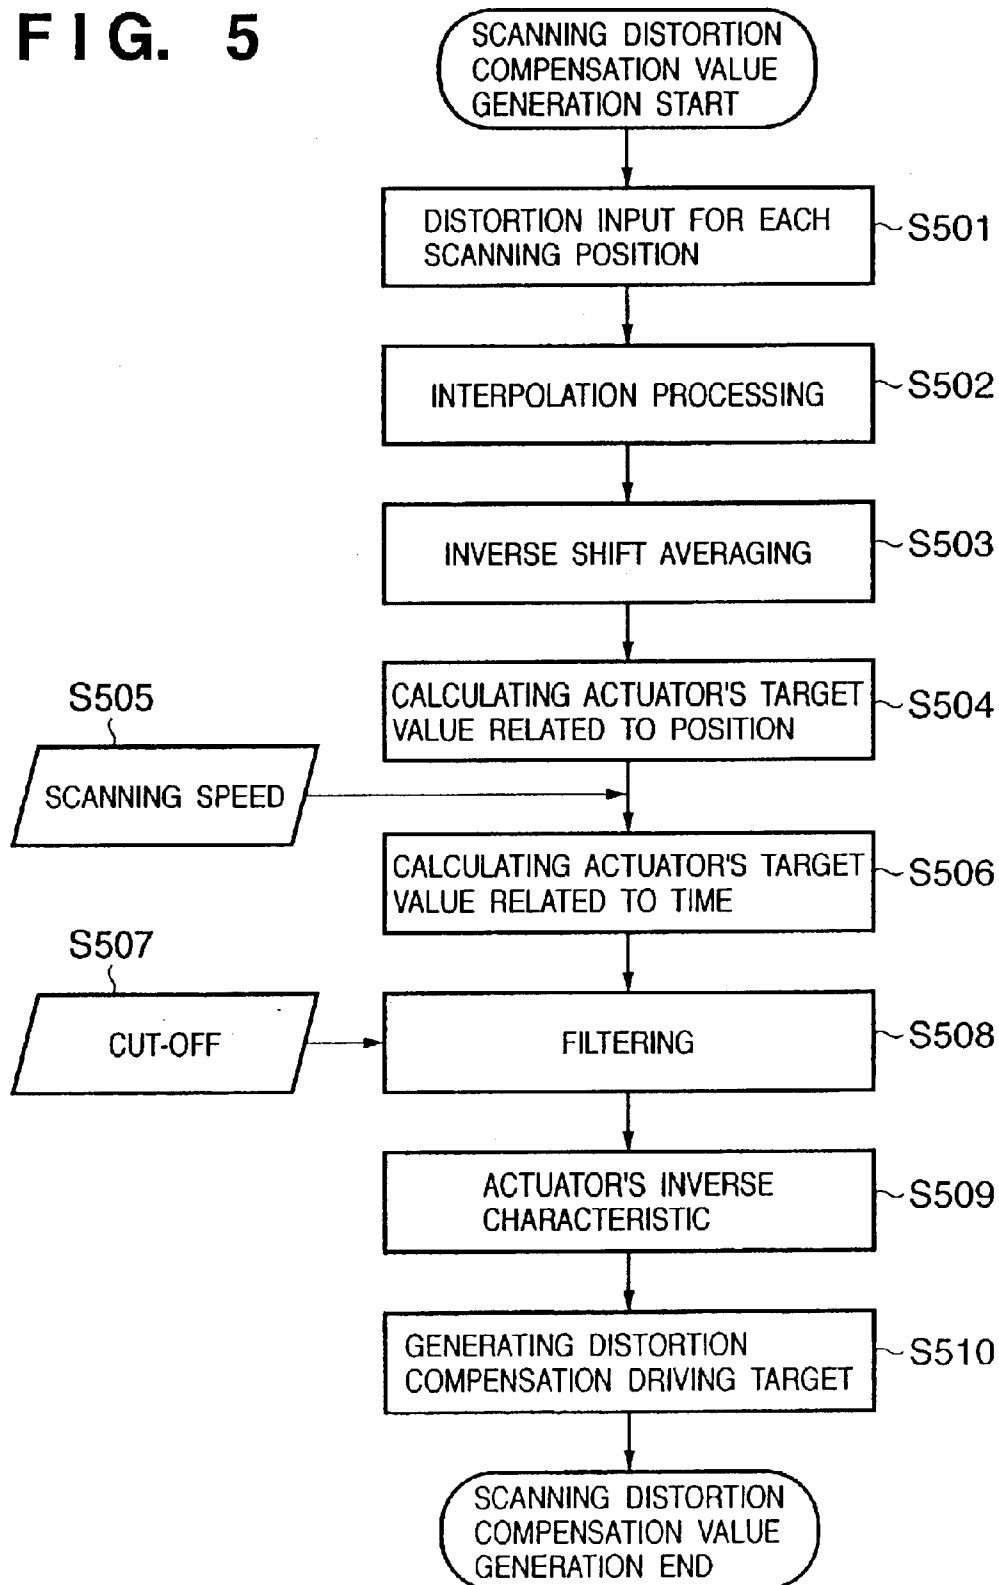 FIG. 5
SCANNING DISTORTION
COMPENSATION VALUE
GENERATION START
DISTORTION INPUT FOR EACH
SCANNING POSITION
S501
INTERPOLATION PROCESSING
S502
INVERSE SHIFT AVERAGING
S503
CALCULATING ACTUATOR'S TARGET
VALUE RELATED TO POSITION
S504
S505
SCANNING SPEED
CALCULATING ACTUATOR'S TARGET
VALUE RELATED TO TIME
S506
S507
CUT-OFF
FILTERING
S508
ACTUATOR'S INVERSE
CHARACTERISTIC
S509
GENERATING DISTORTION
COMPENSATION DRIVING TARGET
S510
SCANNING DISTORTION
COMPENSATION VALUE
GENERATION END